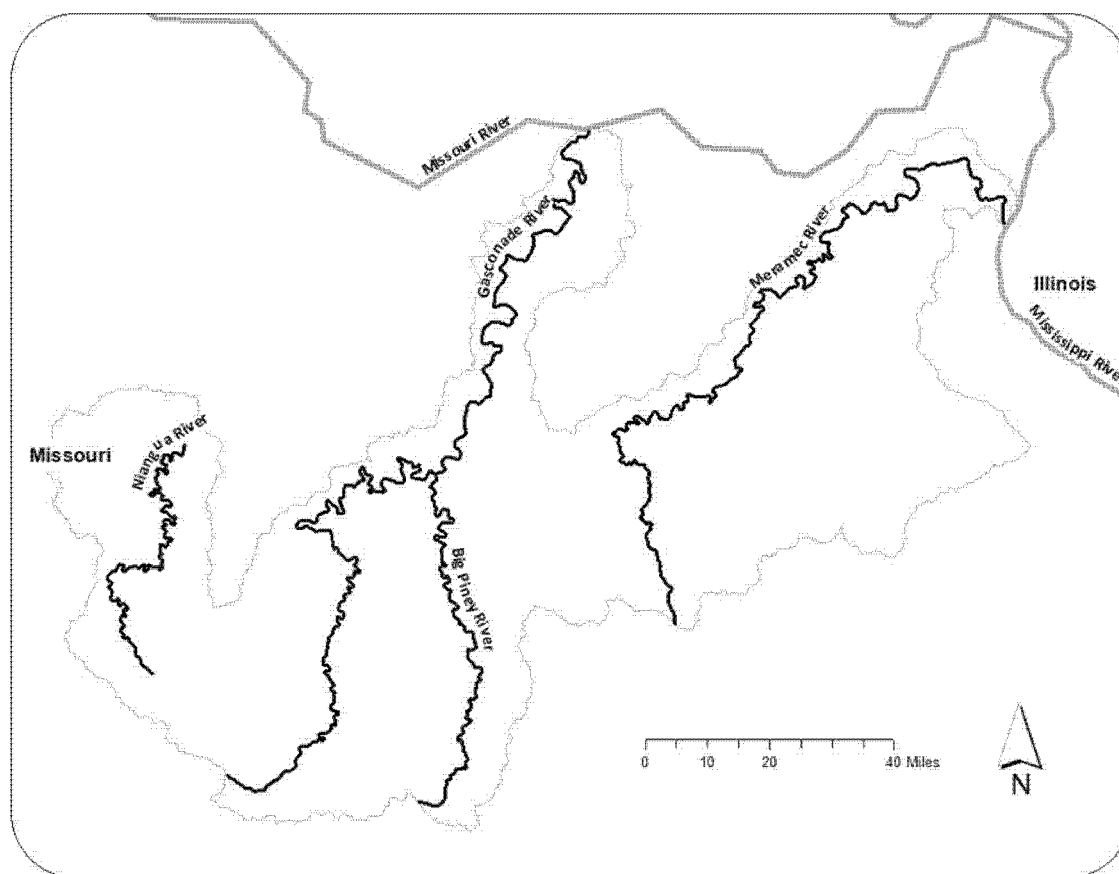 Missouri River
Gasconade River
Meramec River
Illinois
Mississippi River
Niangua River
Missouri
Big Piney River
0 10 20 40 Miles
N